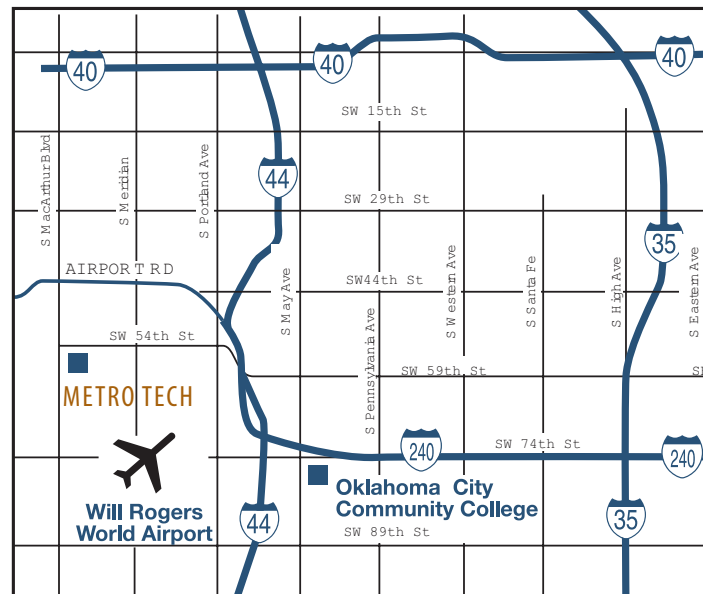 40
40
40
SW 15th St
S MacArthur Blvd
S Meridian
S Portland Ave
44
SW 29th St
35
S Western Ave
S Santa Fe
S High Ave
S Eastern Ave
AIRPORT RD
SW44th St
S May Ave
S Pennsylvania Ave
SW 54th St
SW 59th St
METRO TECH
SW 74th St
240
240
Oklahoma City
Community College
Will Rogers
World Airport
44
35
SW 89th St